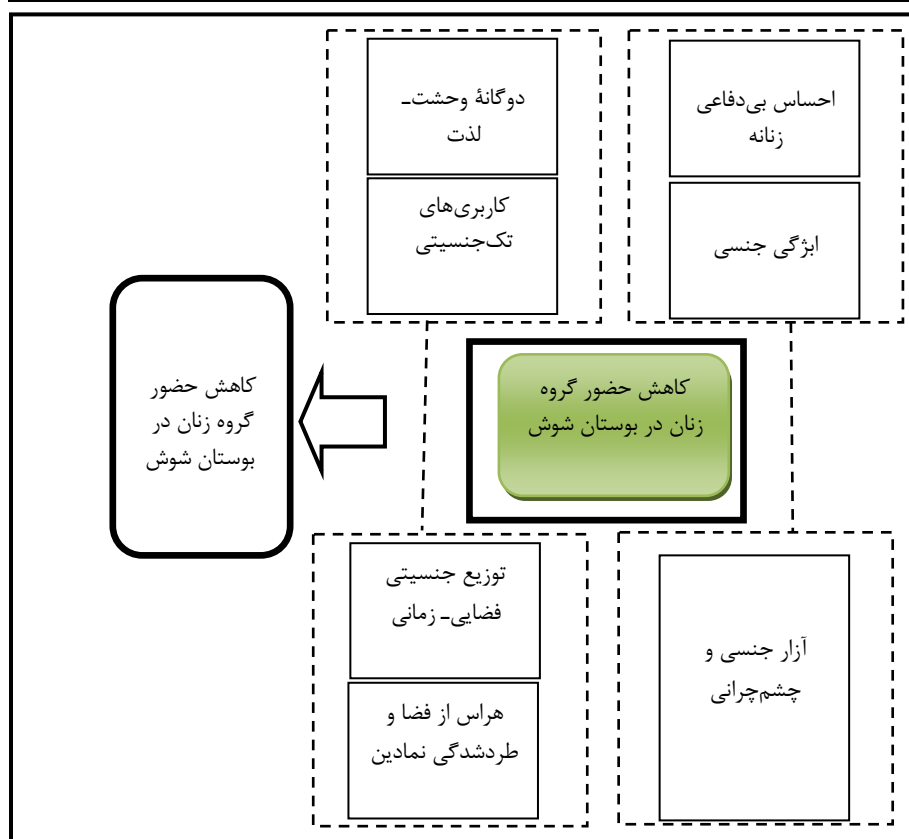 احساس بی‌دفاعی
زنانه
ابژگی جنسی
دوگانۀ وحشت-
لذت
کاربری‌های
تک‌جنسیتی
کاهش حضور گروه
زنان در بوستان شوش
کاهش حضور
گروه زنان در
بوستان شوش
آزار جنسی و
چشم‌چرانی
توزیع جنسیتی
فضایی- زمانی
هراس از فضا و
طردشدگی نمادین